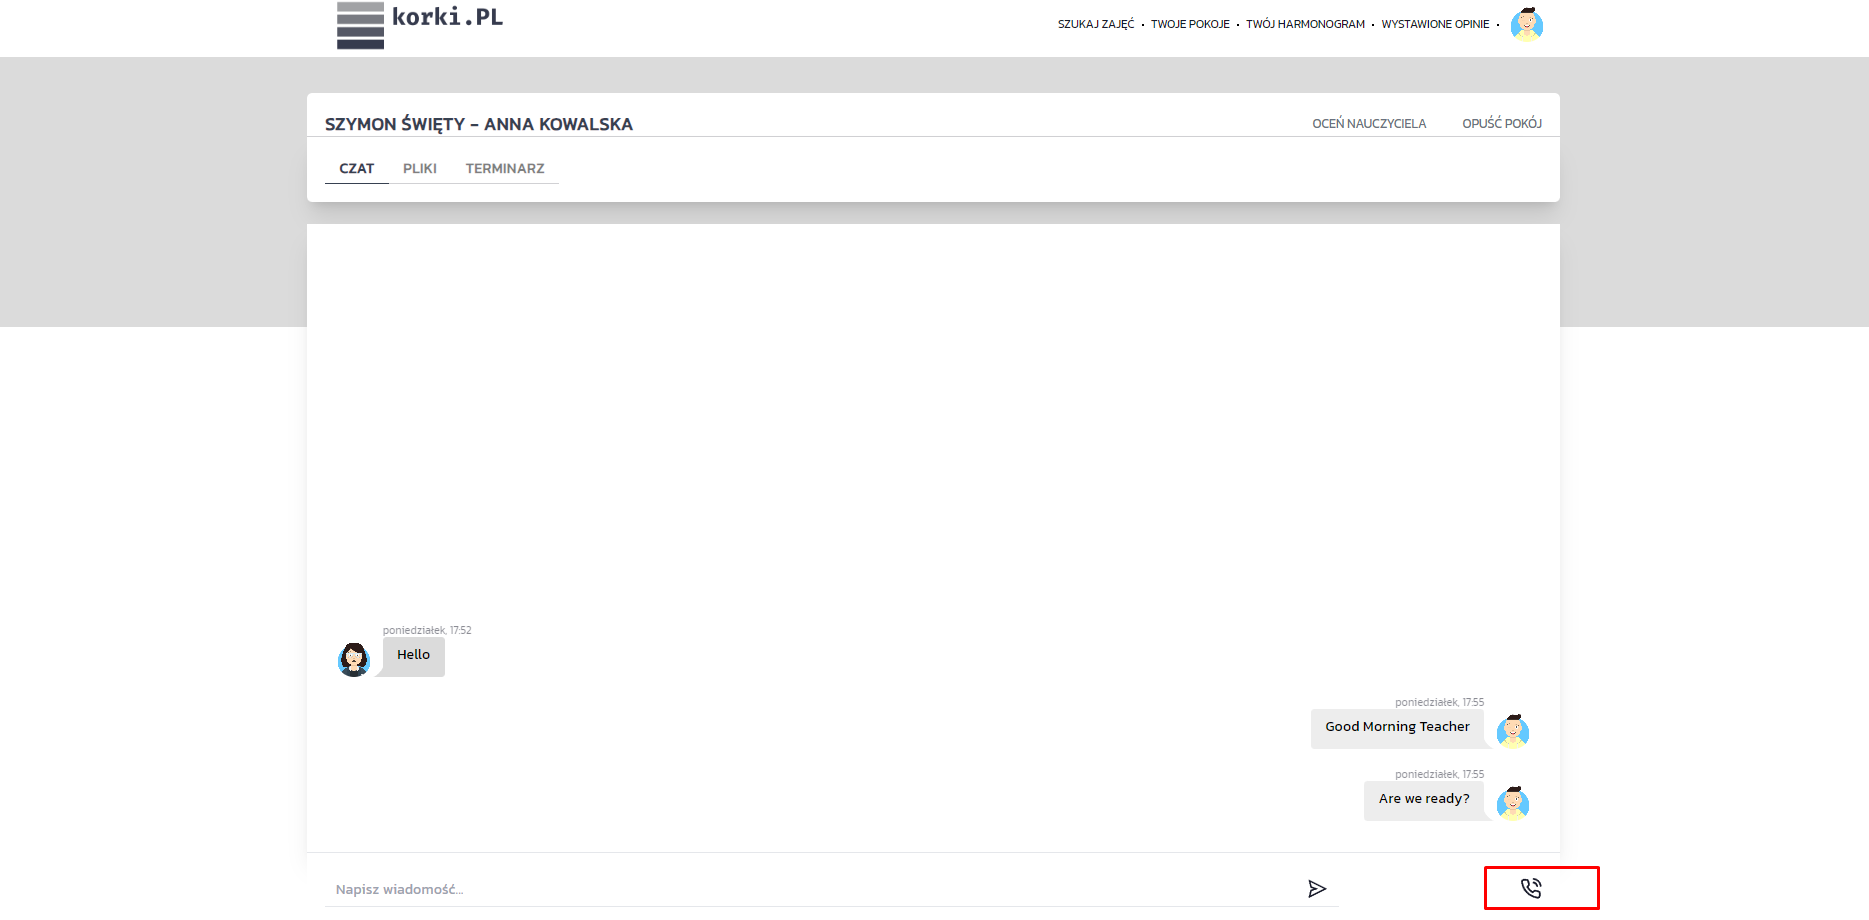 korki.PL
SZUKAJ ZAJĘĆ • TWOJE POKOJE • TWÓJ HARMONOGRAM • WYSTAWIONE OPINIE •
SZYMON ŚWIĘTY - ANNA KOWALSKA
OCEŃ NAUCZYCIELA OPUŚĆ POKÓJ
CZAT PLIKI TERMINARZ
poniedziałek, 17:52
Hello
poniedziałek, 17:55
Good Morning Teacher
poniedziałek, 17:55
Are we ready?
Napisz wiadomość...